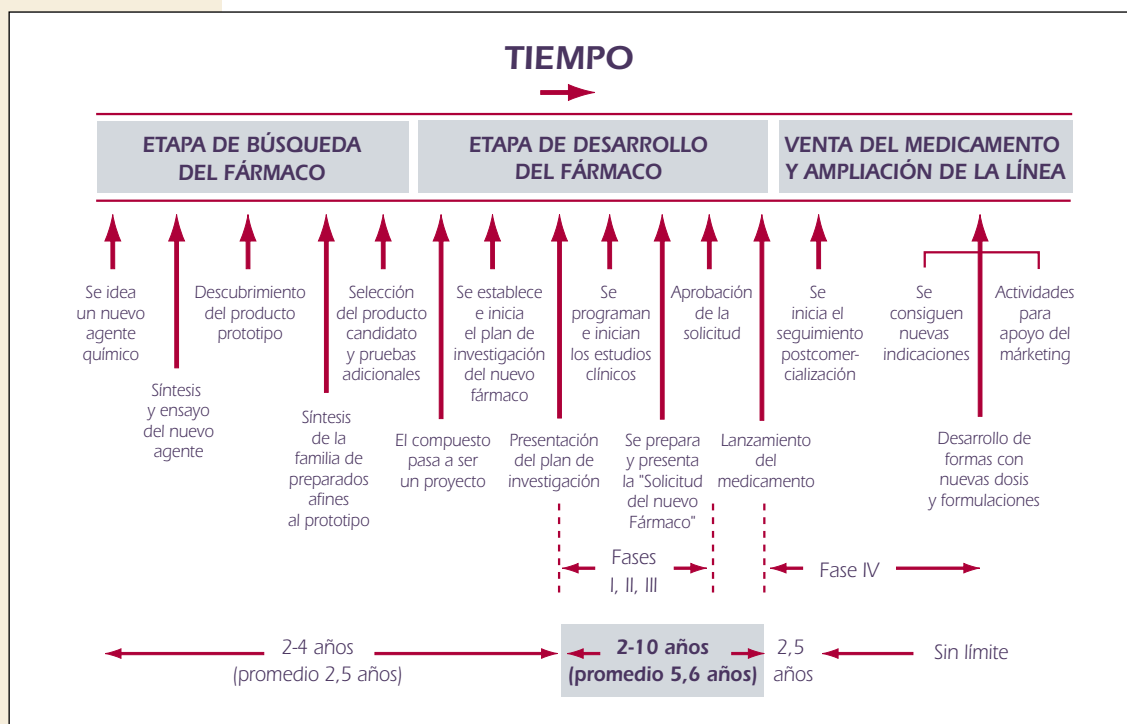 TIEMPO
ETAPA DE BÚSQUEDA
DEL FÁRMACO
ETAPA DE DESARROLLO
DEL FÁRMACO
VENTA DEL MEDICAMENTO
Y AMPLIACIÓN DE LA LÍNEA
Se idea
un nuevo
agente
químico
Síntesis
y ensayo
del nuevo
agente
Descubrimiento
del producto
prototipo
Síntesis
de la
familia de
preparados
afines
al prototipo
Selección
del producto
candidato
y pruebas
adicionales
El compuesto
pasa a ser
un proyecto
Se establece
e inicia
el plan de
investigación
del nuevo
fármaco
Presentación
del plan de
investigación
Se
programan
e inician
los estudios
clínicos
Se prepara
y presenta
la "Solicitud
del nuevo
Fármaco"
Aprobación
de la
solicitud
Lanzamiento
del
medicamento
Se
inicia el
seguimiento
postcomer-
cialización
Se
consiguen
nuevas
indicaciones
Actividades
para
apoyo del
márketing
Desarrollo de
formas con
nuevas dosis
y formulaciones
Fases
I, II, III
Fase IV
2-4 años
(promedio 2,5 años)
2-10 años
(promedio 5,6 años)
2,5
años
Sin límite